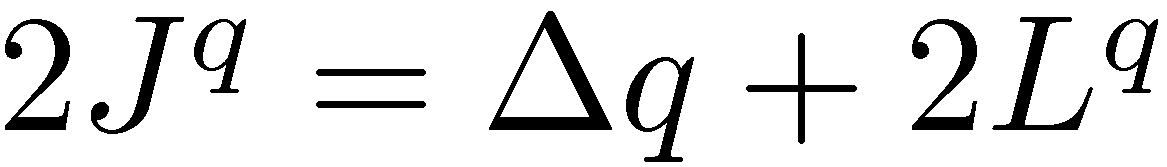 2J^q = Δq + 2L^q